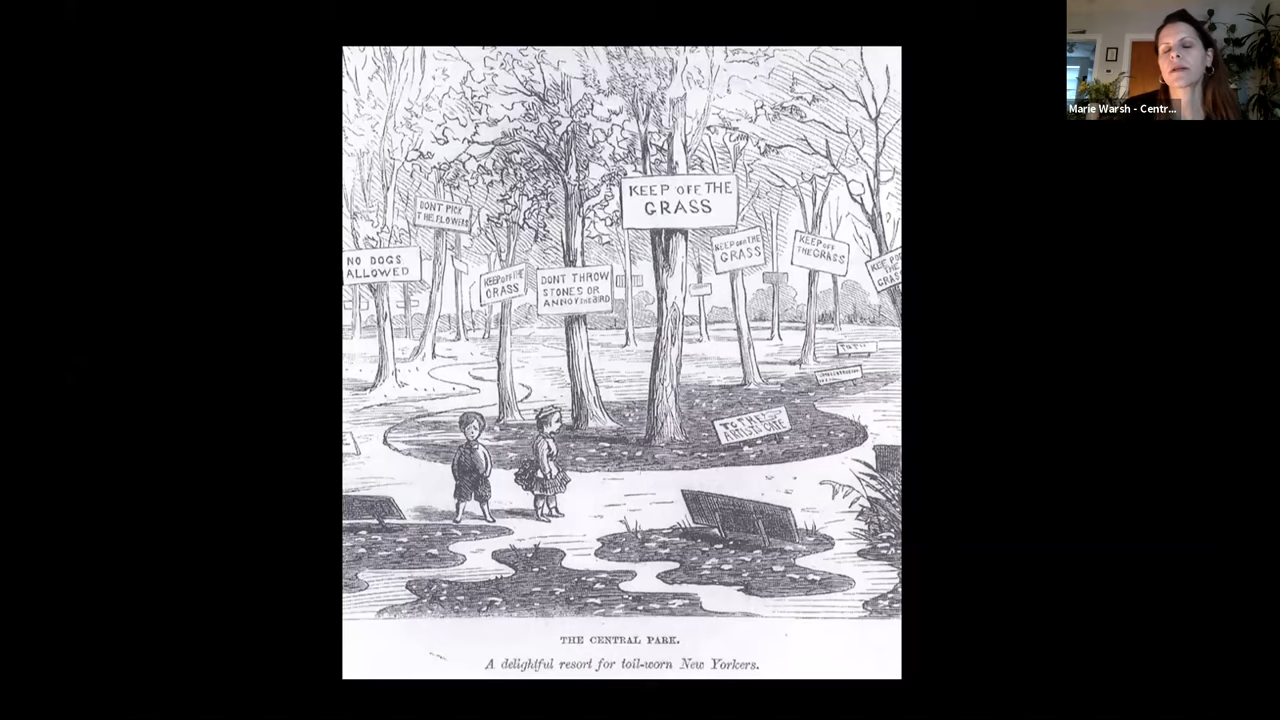 Marie Warsh - Centr...
KEEP OFF THE
GRASS
DONT PICK
THE FLOWERS
NO DOGS
ALLOWED
KEEP OFF THE
GRASS
DONT THROW
STONES OR
ANNOY THE BIRD
KEEP OFF THE
GRASS
KEEP OFF
THE GRASS
TO THE
THE CENTRAL PARK.
A delightful resort for toil-worn New Yorkers.